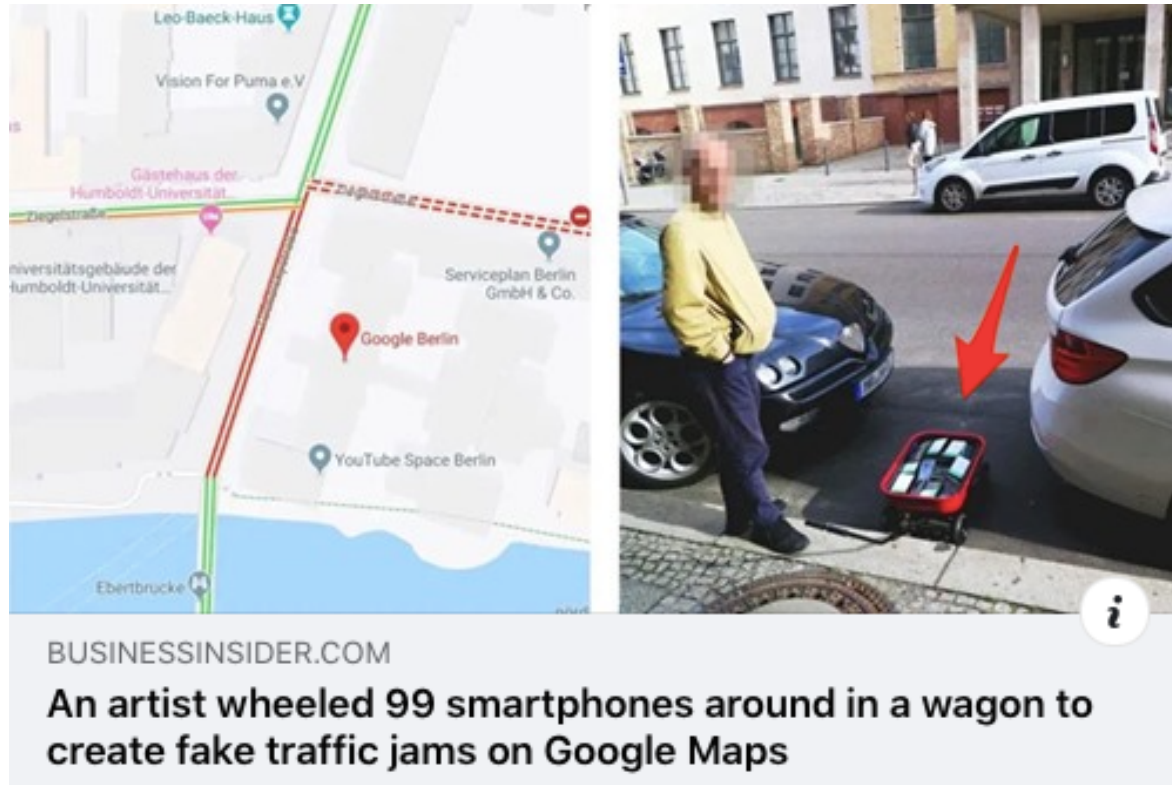 Leo-Baeck-Haus
Vision For Puma e.V
Gästehaus der
Humboldt-Universität...
Ziegelstraße
niversitätsgebäude der
Humboldt-Universität...
Serviceplan Berlin
GmbH & Co.
Google Berlin
YouTube Space Berlin
Ebertbrücke
i
BUSINESSINSIDER.COM
An artist wheeled 99 smartphones around in a wagon to
create fake traffic jams on Google Maps